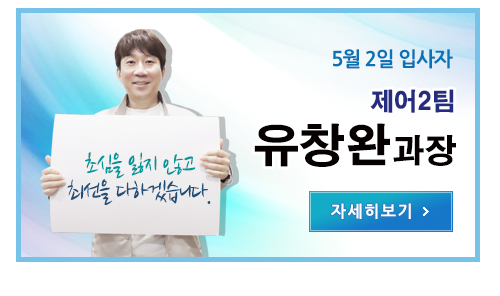 5월 2일 입사자
제어2팀
유창완과장
초심을 잃지 않고
최선을 다하겠습니다.
자세히보기 >